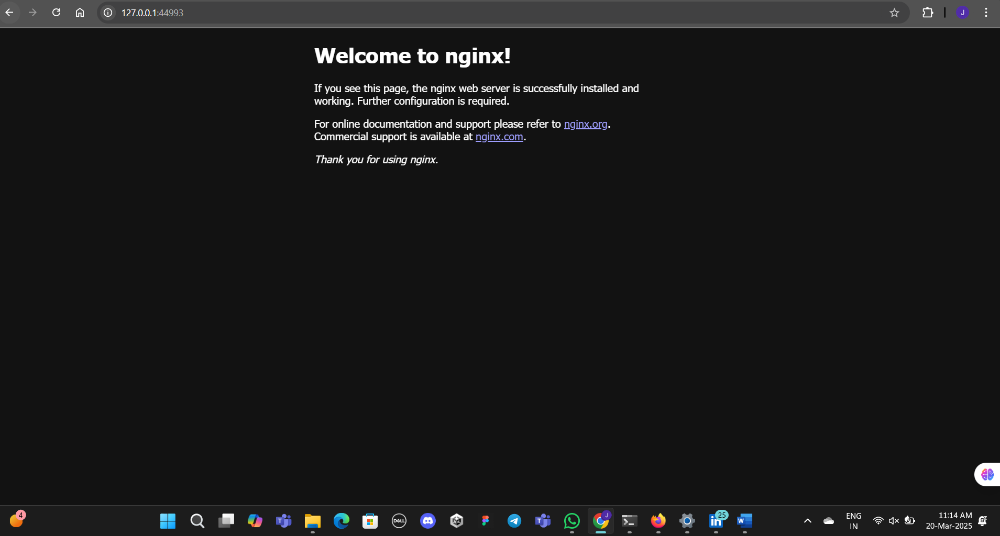 127.0.0.1:44993
J
Welcome to nginx!
If you see this page, the nginx web server is successfully installed and
working. Further configuration is required.
For online documentation and support please refer to nginx.org.
Commercial support is available at nginx.com.
Thank you for using nginx.
4
T
DELL
T
J
in
25
W
ENG
IN
11:14 AM
20-Mar-2025